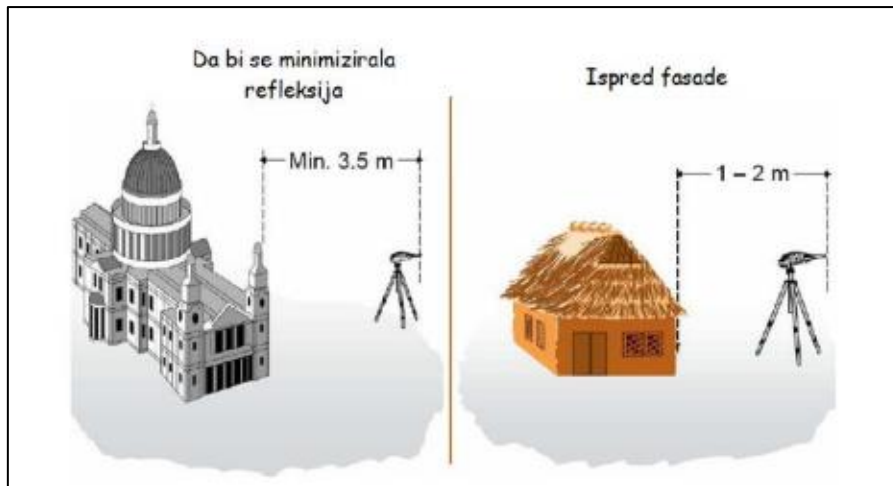 Da bi se minimizirala
refleksija
Min. 3.5 m
Ispred fasade
1 – 2 m